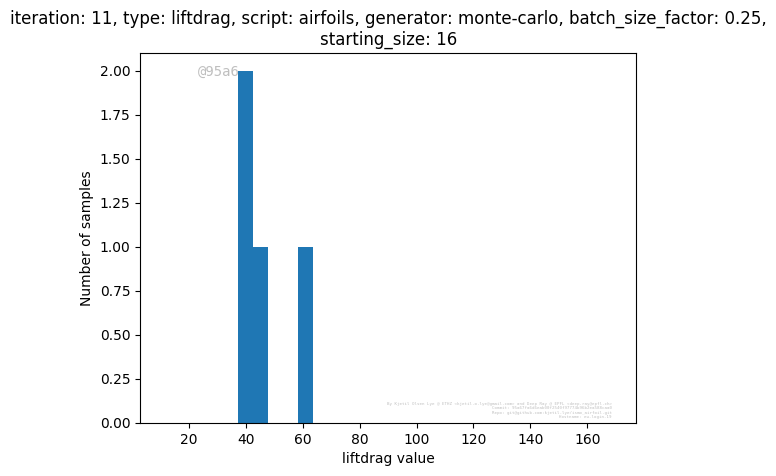 iteration: 11, type: liftdrag, script: airfoils, generator: monte-carlo, batch_size_factor: 0.25,
starting_size: 16
@95a6
2.00
1.75
1.50
1.25
1.00
0.75
0.50
0.25
0.00
Number of samples
20 40 60 80 100 120 140 160
liftdrag value